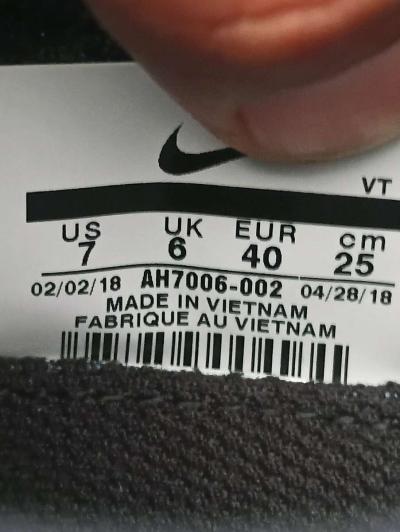 VT
US UK EUR cm
7 6 40 25
02/02/18 AH7006-002 04/28/18
MADE IN VIETNAM
FABRIQUE AU VIETNAM